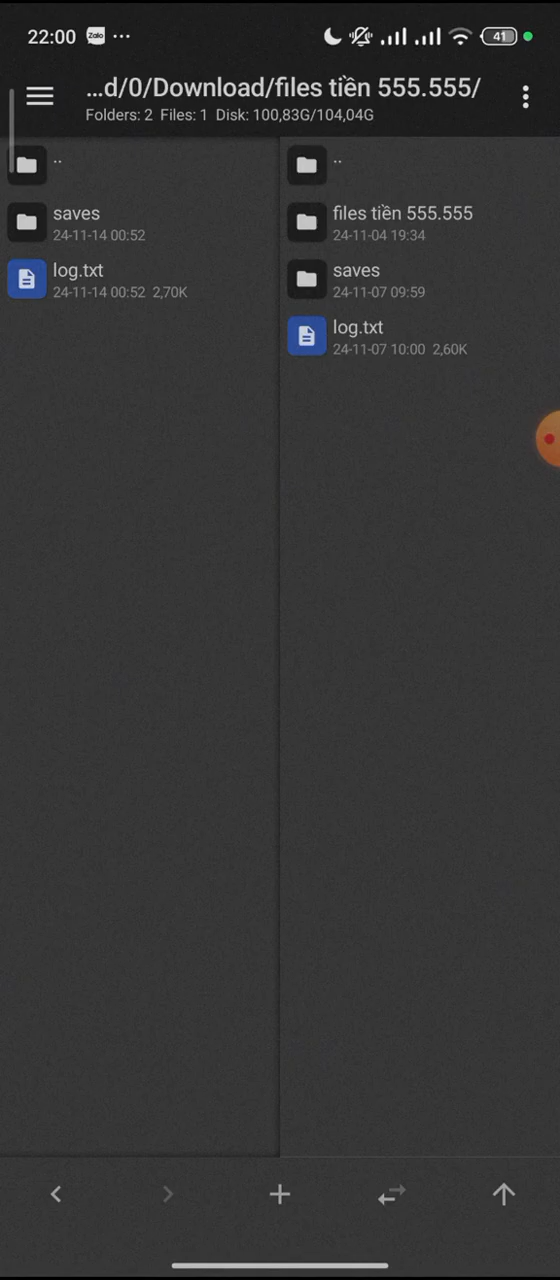 22:00 Zalo ... 41
...d/0/Download/files tiền 555.555/
Folders: 2 Files: 1 Disk: 100,83G/104,04G
..
saves
24-11-14 00:52
log.txt
24-11-14 00:52 2,70K
..
files tiền 555.555
24-11-04 19:34
saves
24-11-07 09:59
log.txt
24-11-07 10:00 2,60K